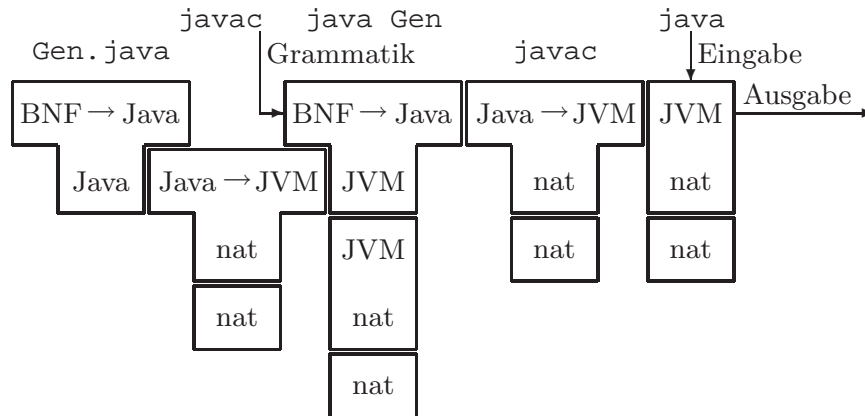 javac java Gen java
Gen.java Grammatik javac Eingabe
BNF → Java BNF → Java Java → JVM JVM Ausgabe
Java Java → JVM JVM nat nat
nat JVM nat nat
nat nat
nat